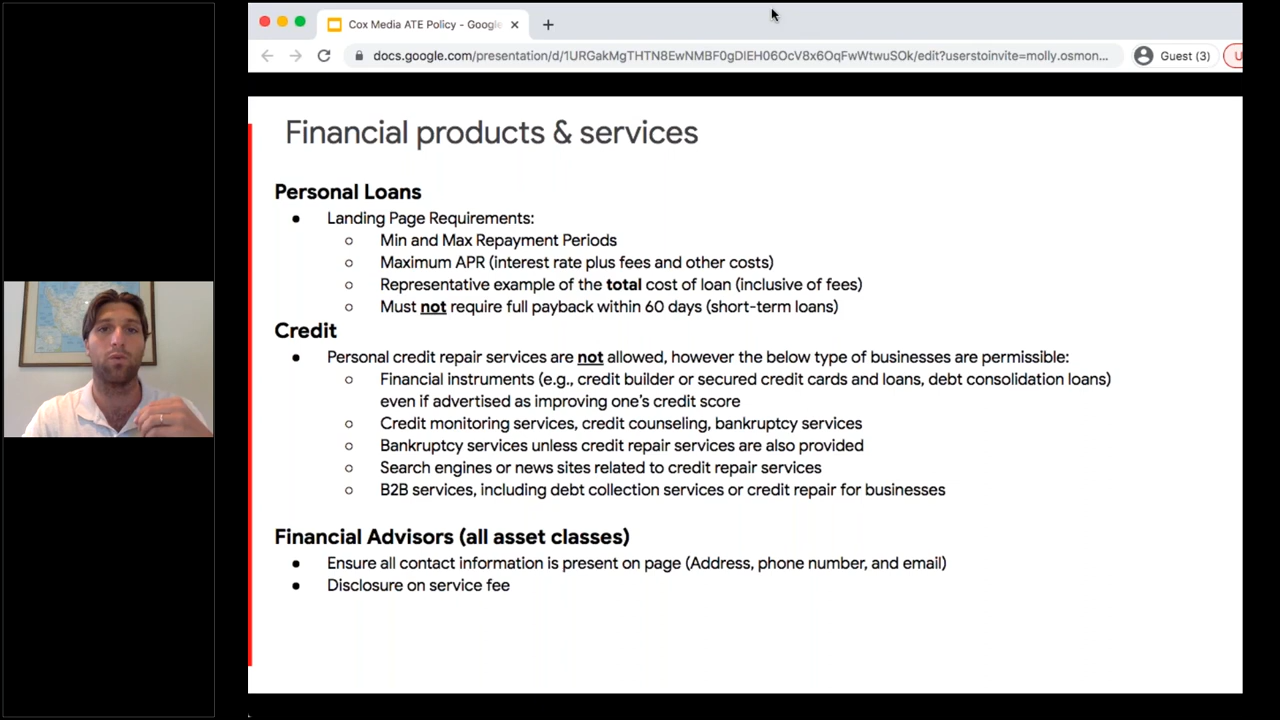 Cox Media ATE Policy - Google
docs.google.com/presentation/d/1URGakMgTHTN8EwNMBF0gDIEH06OcV8x6OqFwWtwuSOk/edit?userstoinvite=molly.osmon...
Guest (3)
U
Financial products & services
Personal Loans
● Landing Page Requirements:
○ Min and Max Repayment Periods
○ Maximum APR (interest rate plus fees and other costs)
○ Representative example of the total cost of loan (inclusive of fees)
○ Must not require full payback within 60 days (short-term loans)
Credit
● Personal credit repair services are not allowed, however the below type of businesses are permissible:
○ Financial instruments (e.g., credit builder or secured credit cards and loans, debt consolidation loans)
even if advertised as improving one's credit score
○ Credit monitoring services, credit counseling, bankruptcy services
○ Bankruptcy services unless credit repair services are also provided
○ Search engines or news sites related to credit repair services
○ B2B services, including debt collection services or credit repair for businesses
Financial Advisors (all asset classes)
● Ensure all contact information is present on page (Address, phone number, and email)
● Disclosure on service fee